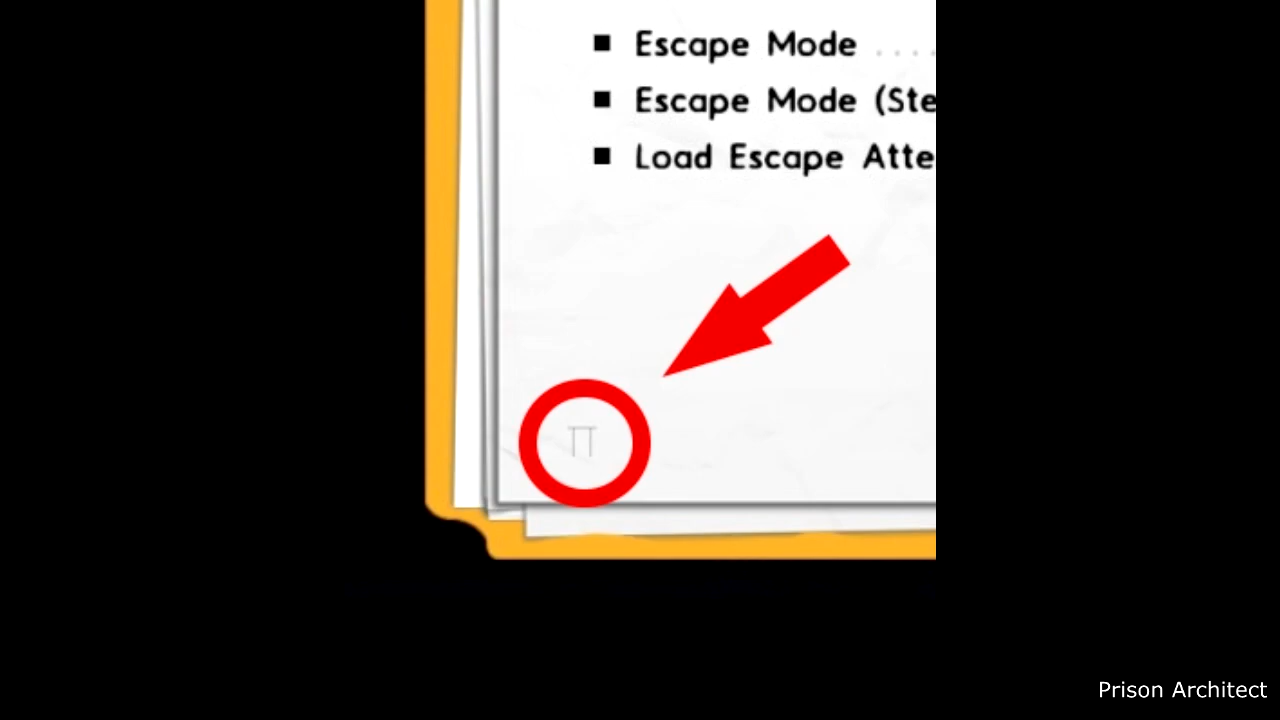 ■ Escape Mode ....
■ Escape Mode (Ste
■ Load Escape Atte
π
Prison Architect